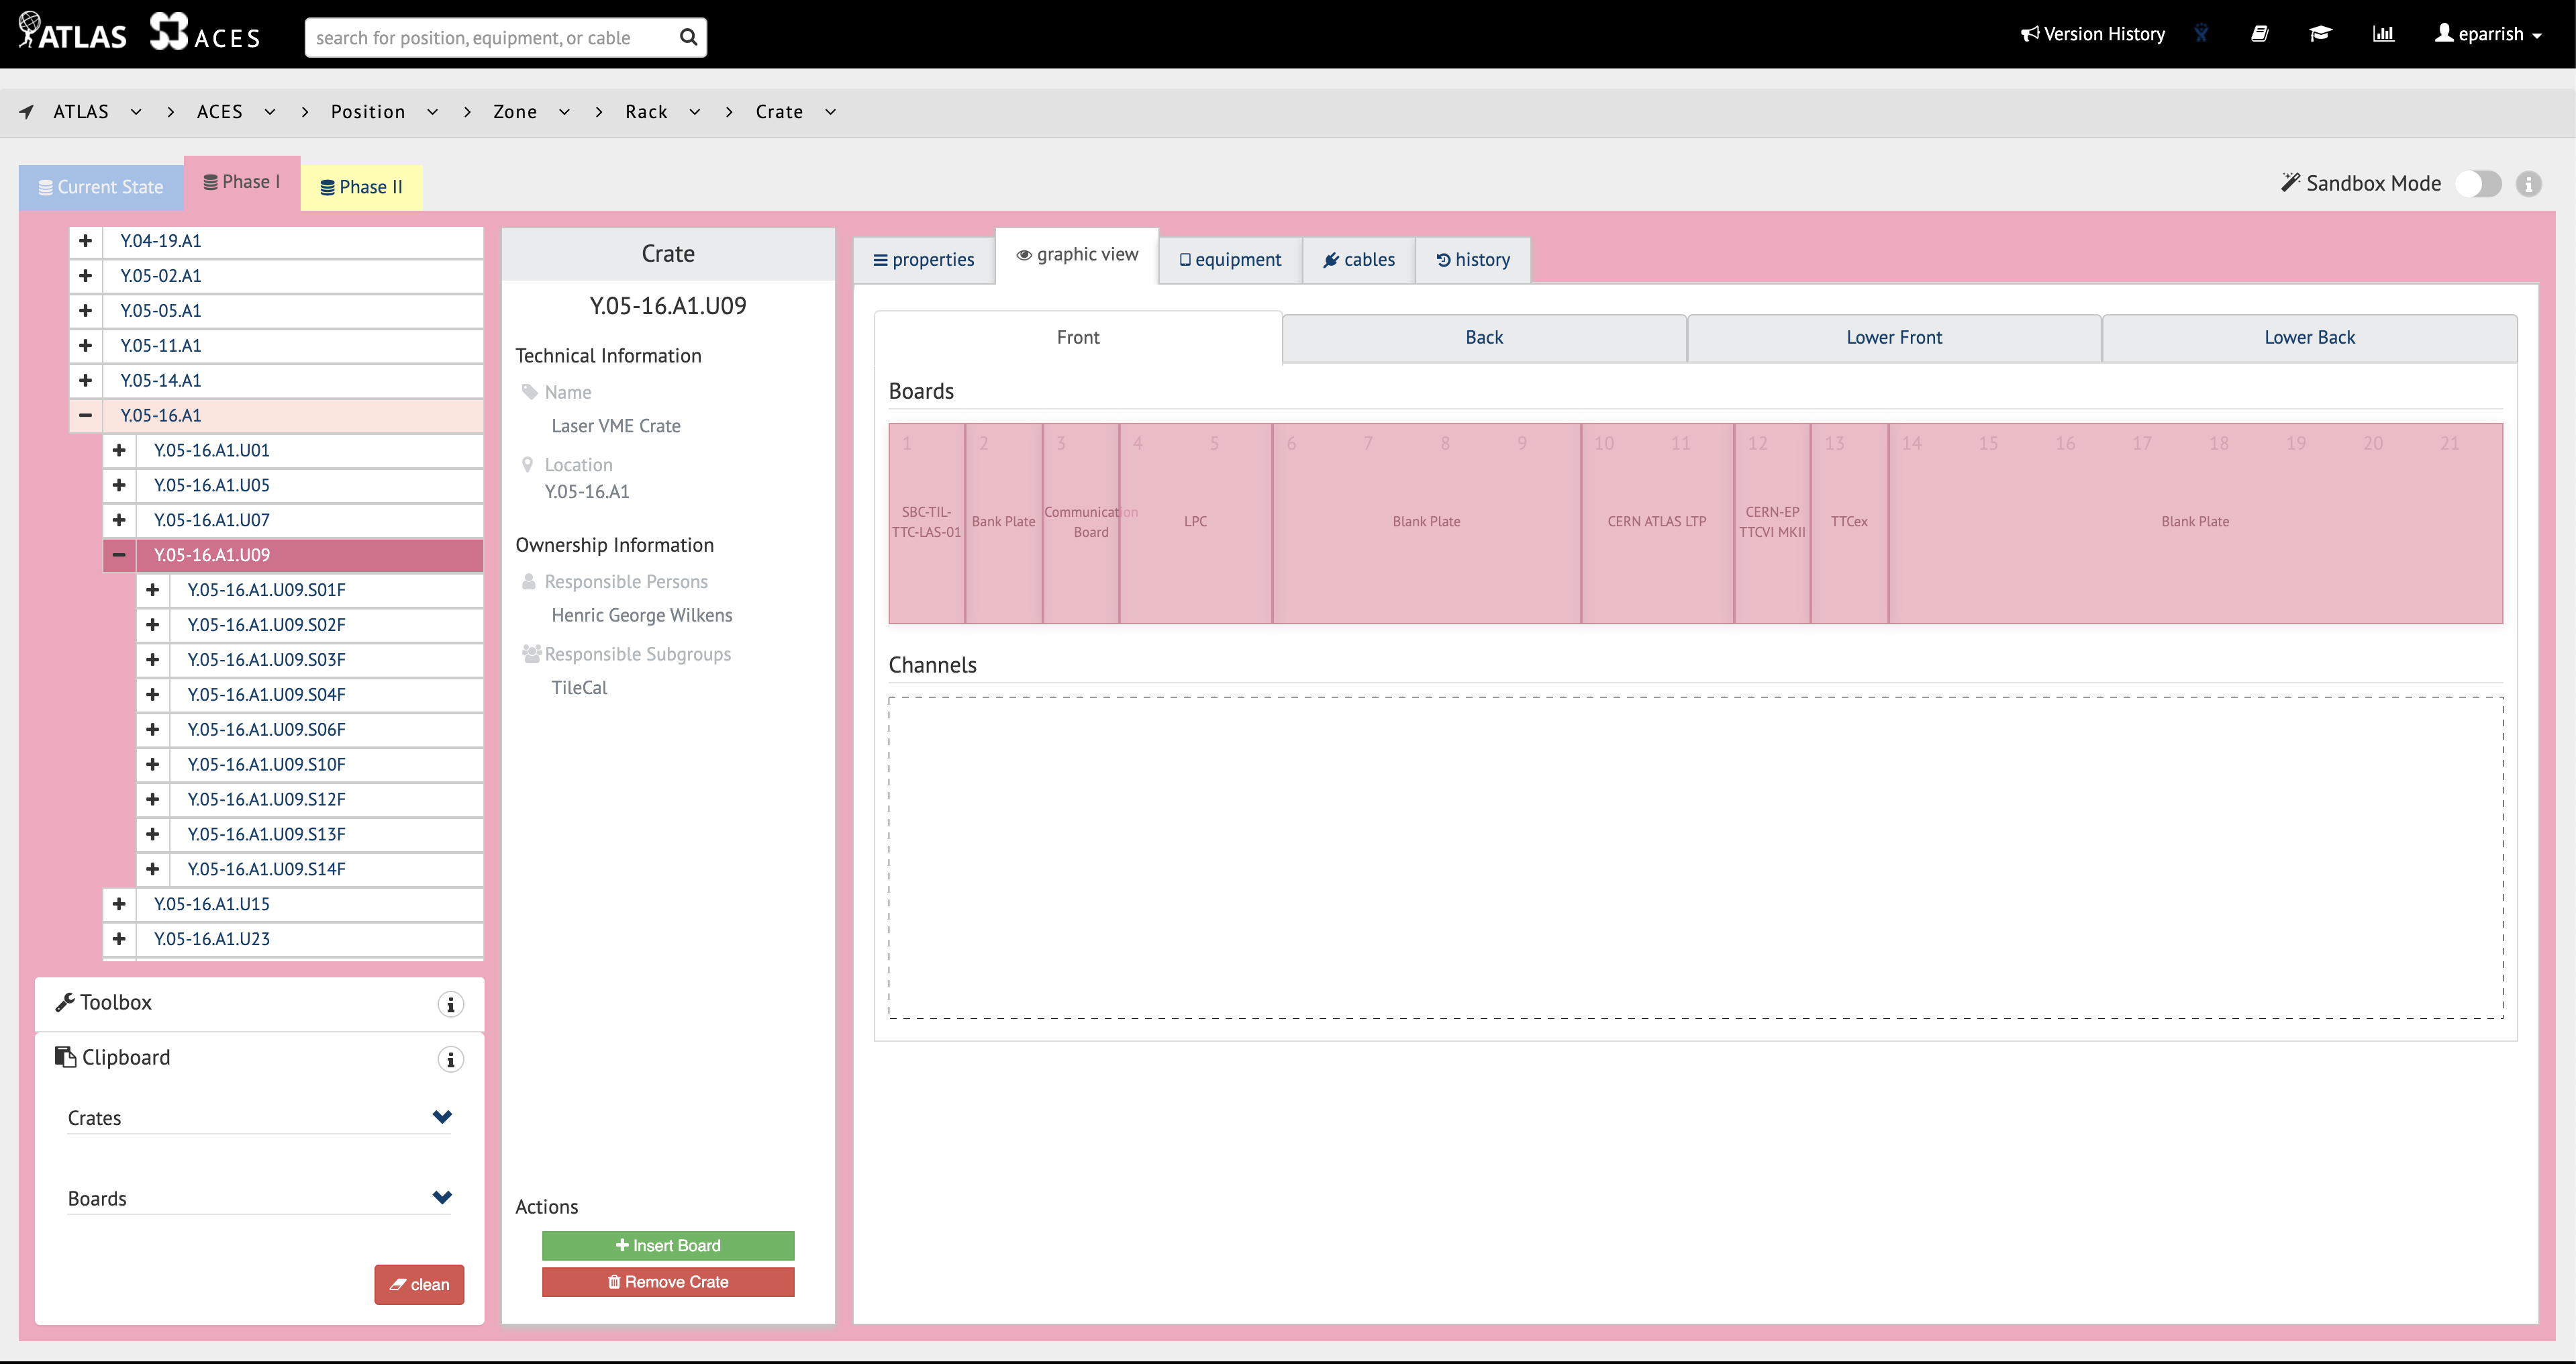 ATLAS ACES search for position, equipment, or cable Version History eparrish
ATLAS > ACES > Position > Zone > Rack > Crate
Current State Phase I Phase II Sandbox Mode
Y.04-19.A1
Y.05-02.A1
Y.05-05.A1
Y.05-11.A1
Y.05-14.A1
Y.05-16.A1
Y.05-16.A1.U01
Y.05-16.A1.U05
Y.05-16.A1.U07
Y.05-16.A1.U09
Y.05-16.A1.U09.S01F
Y.05-16.A1.U09.S02F
Y.05-16.A1.U09.S03F
Y.05-16.A1.U09.S04F
Y.05-16.A1.U09.S06F
Y.05-16.A1.U09.S10F
Y.05-16.A1.U09.S12F
Y.05-16.A1.U09.S13F
Y.05-16.A1.U09.S14F
Y.05-16.A1.U15
Y.05-16.A1.U23
Toolbox
Clipboard
Crates
Boards
clean
Crate
Y.05-16.A1.U09
Technical Information
Name
Laser VME Crate
Location
Y.05-16.A1
Ownership Information
Responsible Persons
Henric George Wilkens
Responsible Subgroups
TileCal
Actions
Insert Board
Remove Crate
properties graphic view equipment cables history
Front Back Lower Front Lower Back
Boards
1 2 3 4 5 6 7 8 9 10 11 12 13 14 15 16 17 18 19 20 21
SBC-TIL-
TTC-LAS-01
Bank Plate
Communication
Board
LPC
Blank Plate
CERN ATLAS LTP
CERN-EP
TTCVI MKII
TTCex
Blank Plate
Channels